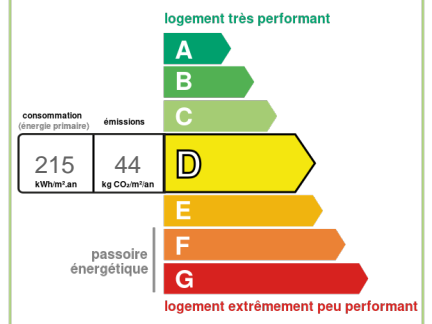 logement très performant
A
B
C
consommation
(énergie primaire)
émissions
215
44
kWh/m².an
kg CO₂/m²/an
D
E
F
passoire
énergétique
G
logement extrêmement peu performant